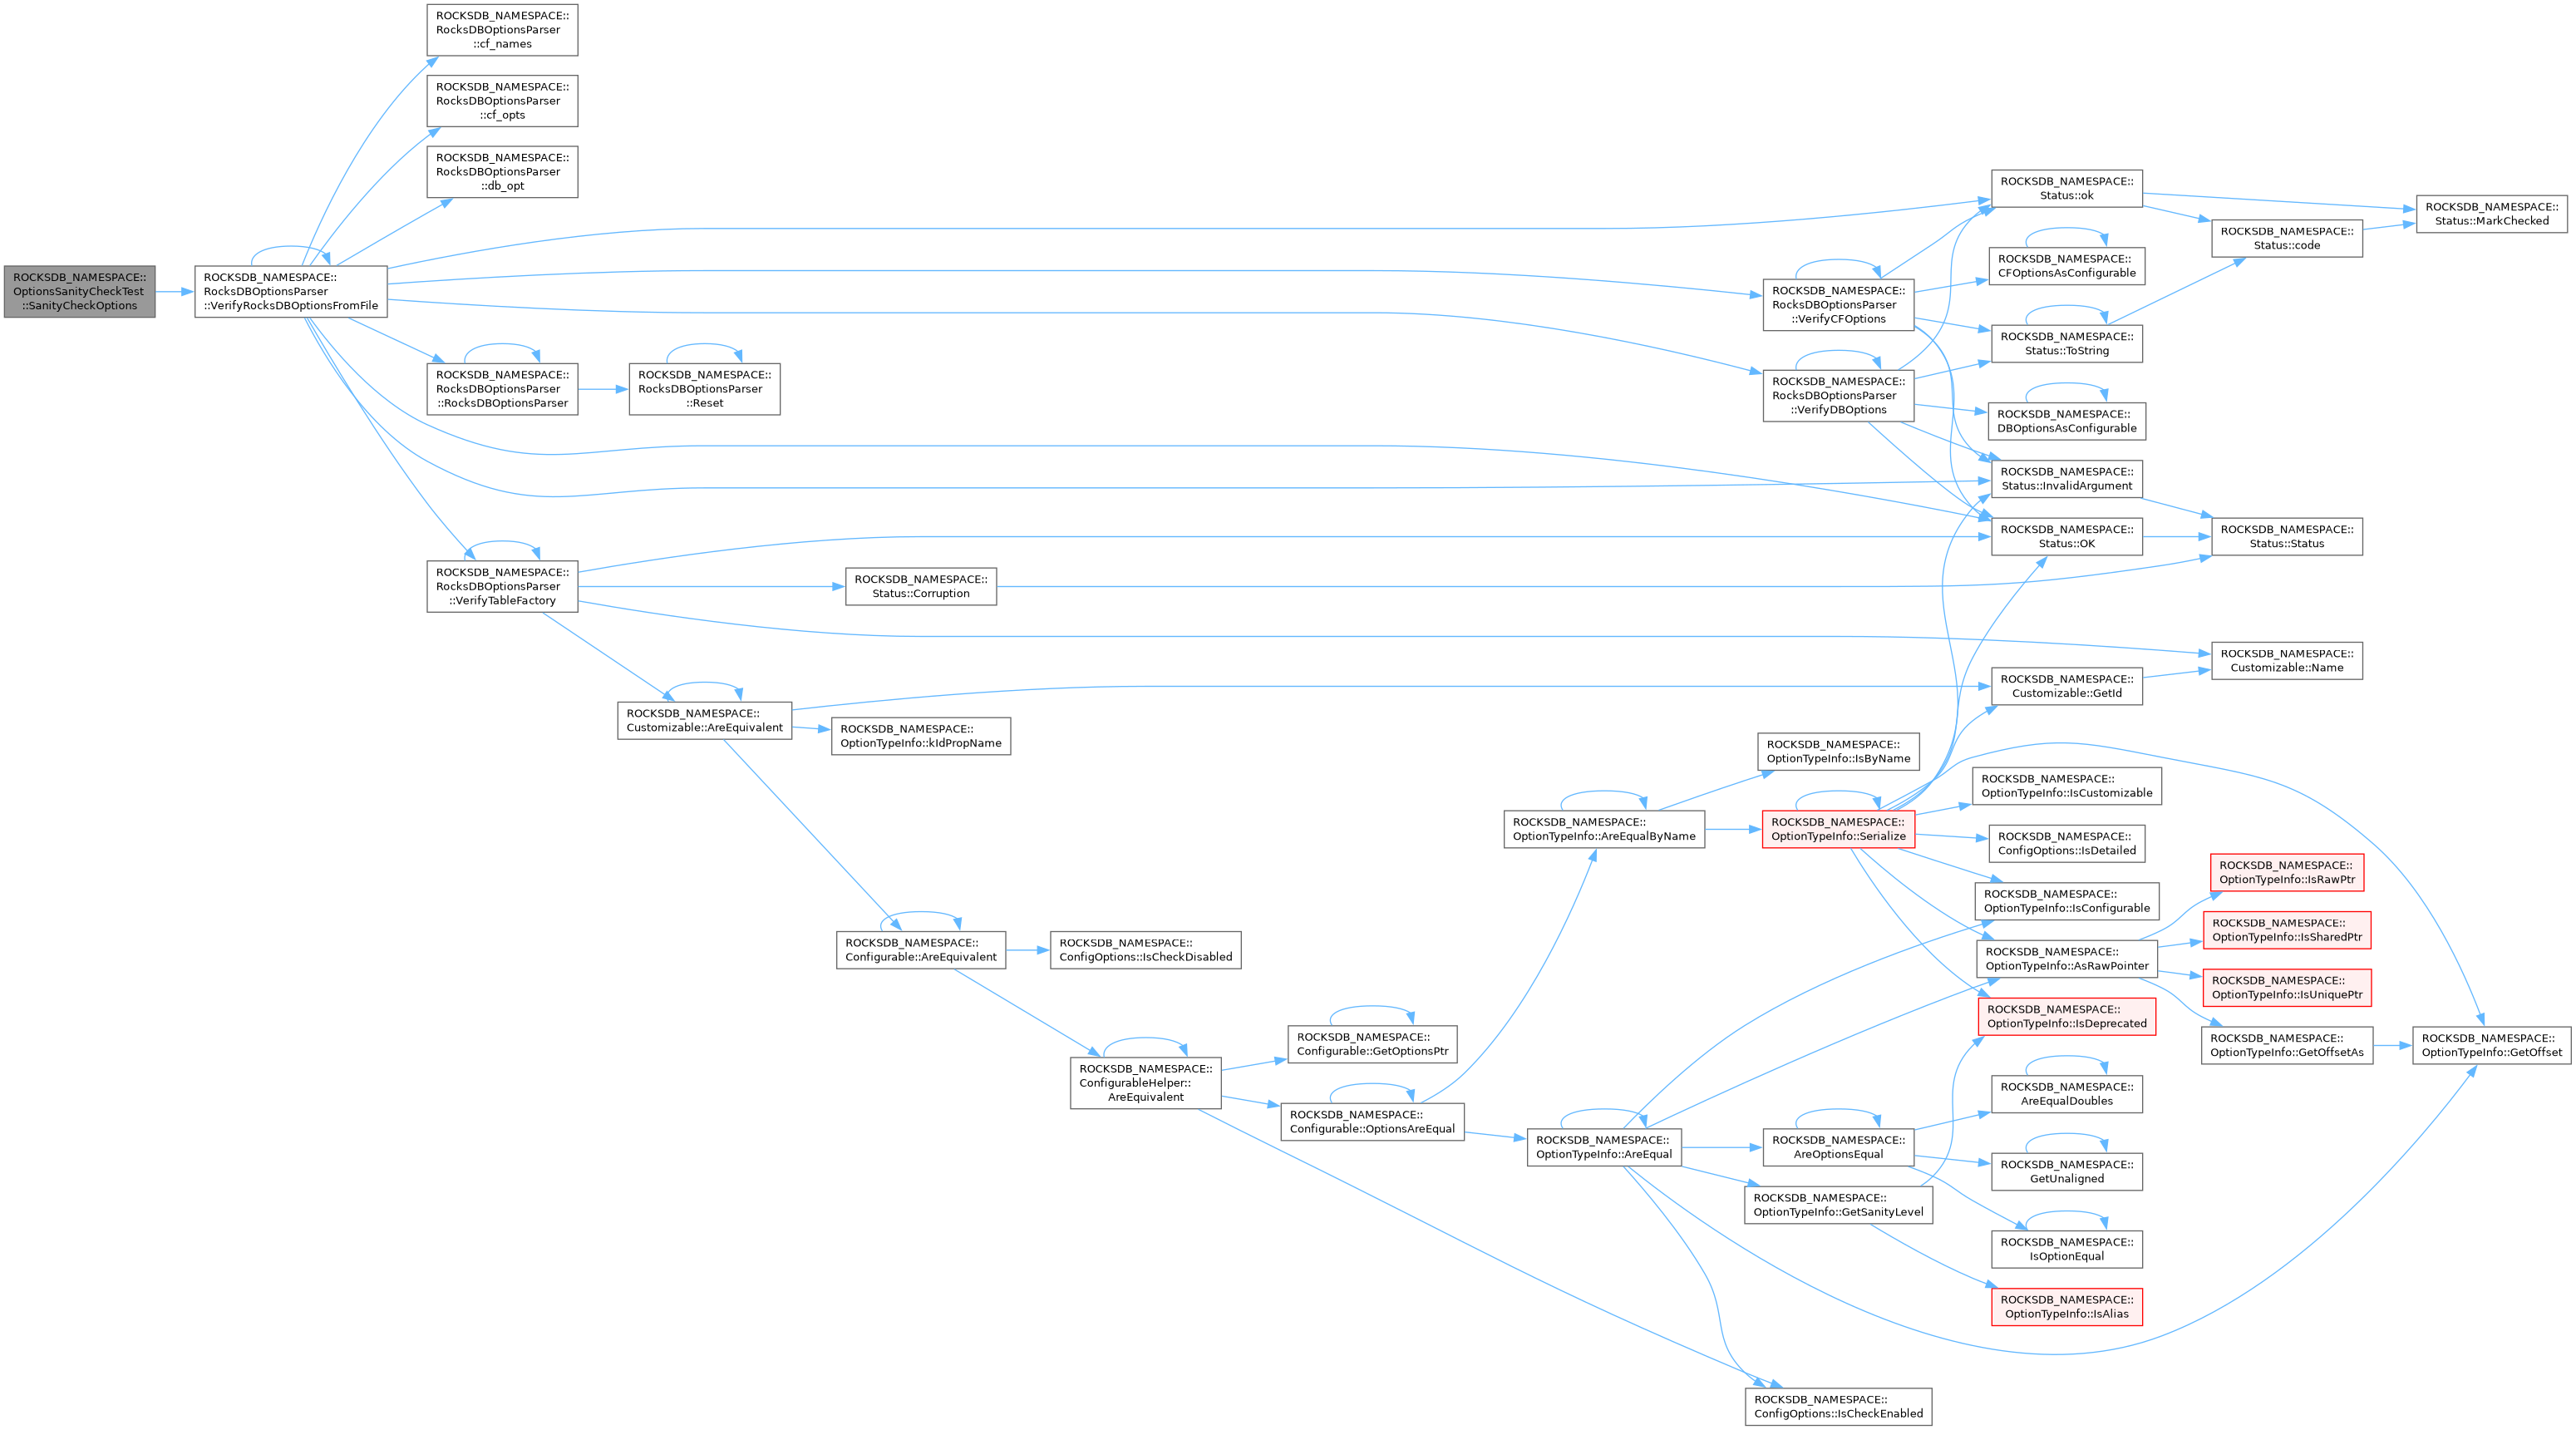 ROCKSDB_NAMESPACE::
OptionsSanityCheckTest
::SanityCheckOptions
ROCKSDB_NAMESPACE::
RocksDBOptionsParser
::VerifyRocksDBOptionsFromFile
ROCKSDB_NAMESPACE::
RocksDBOptionsParser
::cf_names
ROCKSDB_NAMESPACE::
RocksDBOptionsParser
::cf_opts
ROCKSDB_NAMESPACE::
RocksDBOptionsParser
::db_opt
ROCKSDB_NAMESPACE::
RocksDBOptionsParser
::RocksDBOptionsParser
ROCKSDB_NAMESPACE::
RocksDBOptionsParser
::Reset
ROCKSDB_NAMESPACE::
RocksDBOptionsParser
::VerifyTableFactory
ROCKSDB_NAMESPACE::
Status::Corruption
ROCKSDB_NAMESPACE::
Customizable::AreEquivalent
ROCKSDB_NAMESPACE::
OptionTypeInfo::kIdPropName
ROCKSDB_NAMESPACE::
Configurable::AreEquivalent
ROCKSDB_NAMESPACE::
ConfigOptions::IsCheckDisabled
ROCKSDB_NAMESPACE::
ConfigurableHelper::
AreEquivalent
ROCKSDB_NAMESPACE::
Configurable::GetOptionsPtr
ROCKSDB_NAMESPACE::
Configurable::OptionsAreEqual
ROCKSDB_NAMESPACE::
OptionTypeInfo::AreEqualByName
ROCKSDB_NAMESPACE::
OptionTypeInfo::AreEqual
ROCKSDB_NAMESPACE::
RocksDBOptionsParser
::VerifyCFOptions
ROCKSDB_NAMESPACE::
RocksDBOptionsParser
::VerifyDBOptions
ROCKSDB_NAMESPACE::
OptionTypeInfo::IsByName
ROCKSDB_NAMESPACE::
OptionTypeInfo::Serialize
ROCKSDB_NAMESPACE::
AreOptionsEqual
ROCKSDB_NAMESPACE::
OptionTypeInfo::GetSanityLevel
ROCKSDB_NAMESPACE::
ConfigOptions::IsCheckEnabled
ROCKSDB_NAMESPACE::
Status::ok
ROCKSDB_NAMESPACE::
CFOptionsAsConfigurable
ROCKSDB_NAMESPACE::
Status::ToString
ROCKSDB_NAMESPACE::
DBOptionsAsConfigurable
ROCKSDB_NAMESPACE::
Status::InvalidArgument
ROCKSDB_NAMESPACE::
Status::OK
ROCKSDB_NAMESPACE::
Customizable::GetId
ROCKSDB_NAMESPACE::
OptionTypeInfo::IsCustomizable
ROCKSDB_NAMESPACE::
ConfigOptions::IsDetailed
ROCKSDB_NAMESPACE::
OptionTypeInfo::IsConfigurable
ROCKSDB_NAMESPACE::
OptionTypeInfo::AsRawPointer
ROCKSDB_NAMESPACE::
OptionTypeInfo::IsDeprecated
ROCKSDB_NAMESPACE::
AreEqualDoubles
ROCKSDB_NAMESPACE::
GetUnaligned
ROCKSDB_NAMESPACE::
IsOptionEqual
ROCKSDB_NAMESPACE::
OptionTypeInfo::IsAlias
ROCKSDB_NAMESPACE::
Status::code
ROCKSDB_NAMESPACE::
Status::Status
ROCKSDB_NAMESPACE::
Customizable::Name
ROCKSDB_NAMESPACE::
OptionTypeInfo::IsRawPtr
ROCKSDB_NAMESPACE::
OptionTypeInfo::IsSharedPtr
ROCKSDB_NAMESPACE::
OptionTypeInfo::IsUniquePtr
ROCKSDB_NAMESPACE::
OptionTypeInfo::GetOffsetAs
ROCKSDB_NAMESPACE::
Status::MarkChecked
ROCKSDB_NAMESPACE::
OptionTypeInfo::GetOffset